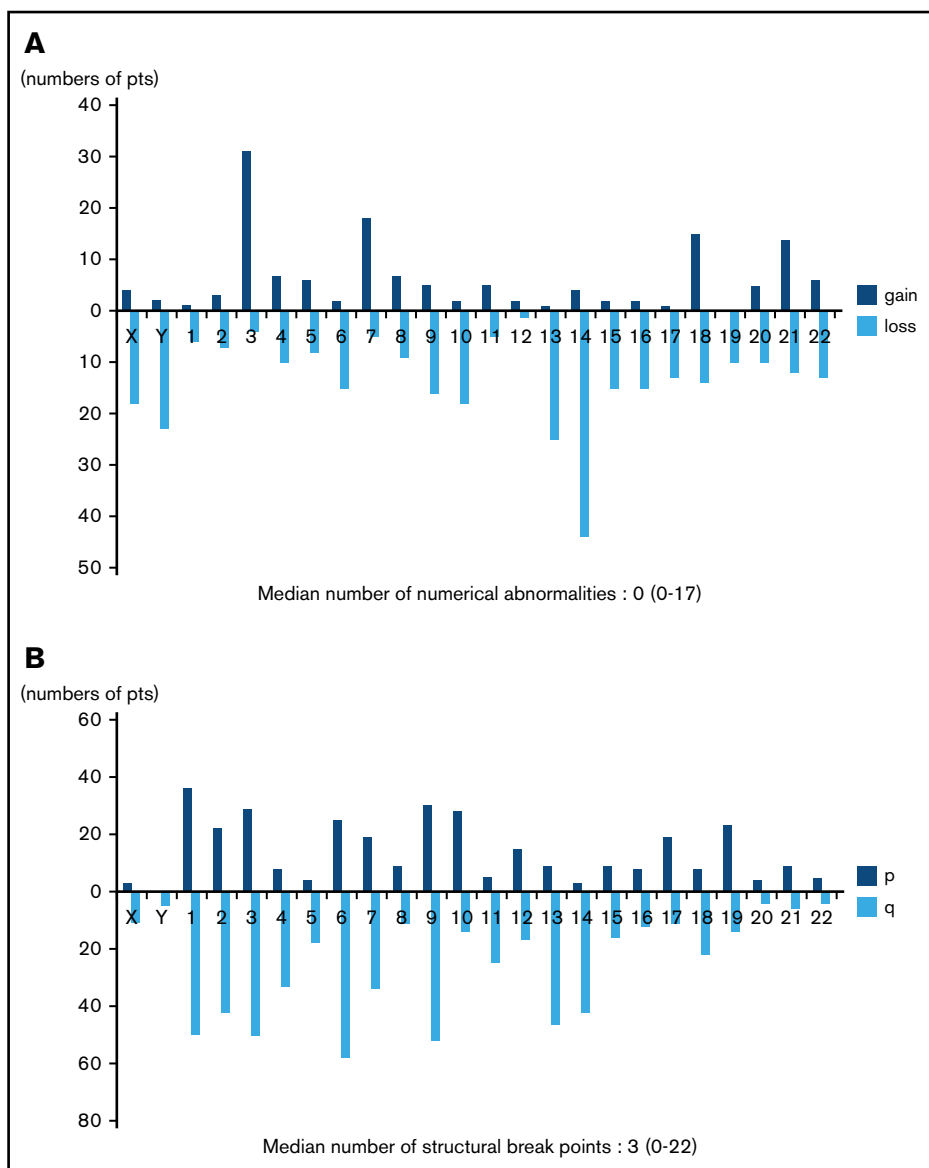 A
(numbers of pts)
40
30
20
10
0
X Y 1 2 3 4 5 6 7 8 9 10 11 12 13 14 15 16 17 18 19 20 21 22
10
20
30
40
50
gain
loss
Median number of numerical abnormalities : 0 (0-17)
B
(numbers of pts)
60
40
20
0
X Y 1 2 3 4 5 6 7 8 9 10 11 12 13 14 15 16 17 18 19 20 21 22
20
40
60
80
p
q
Median number of structural break points : 3 (0-22)